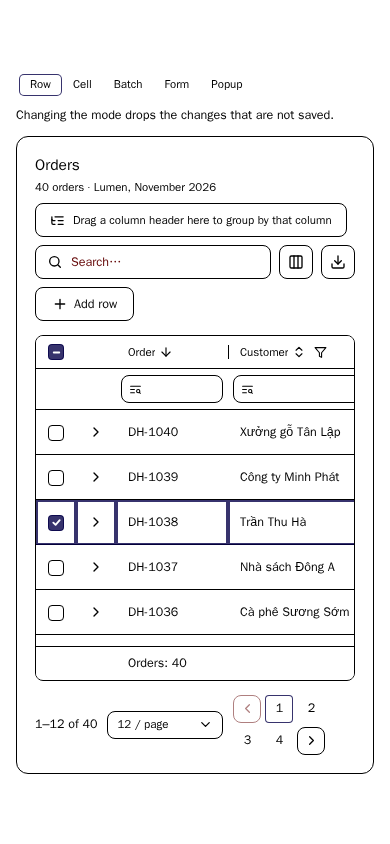 Row Cell Batch Form Popup
Changing the mode drops the changes that are not saved.
Orders
40 orders · Lumen, November 2026
Drag a column header here to group by that column
Search···
Add row
Order Customer
DH-1040 Xưởng gỗ Tân Lập
DH-1039 Công ty Minh Phát
DH-1038 Trần Thu Hà
DH-1037 Nhà sách Đông A
DH-1036 Cà phê Sương Sớm
Orders: 40
1–12 of 40 12 / page 1 2
3 4